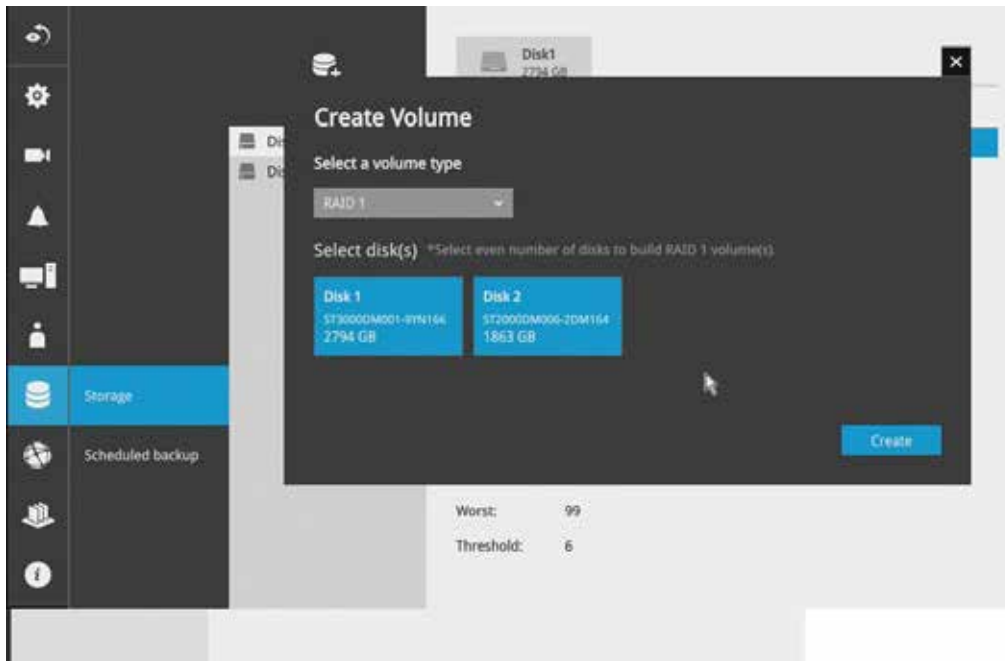 Disk1
2794 GB
Create Volume
Select a volume type
RAID 1
Select disk(s) *Select even number of disks to build RAID 1 volume(s).
Disk 1
ST3000DM001-9YN166
2794 GB
Disk 2
ST2000DM006-2DM164
1863 GB
Storage
Create
Scheduled backup
Worst: 99
Threshold: 6